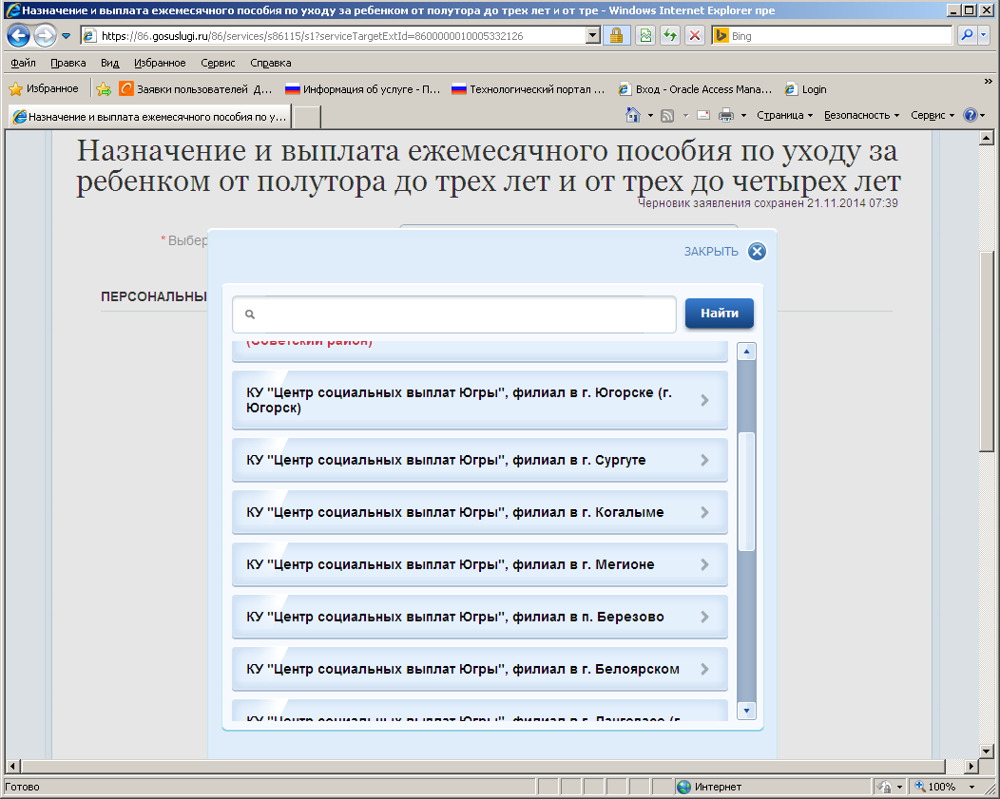 Назначение и выплата ежемесячного пособия по уходу за ребенком от полутора до трех лет и от тре - Windows Internet Explorer пре
https://86.gosuslugi.ru/86/services/s86115/s1?serviceTargetExtId=8600000010005332126
Bing
Файл Правка Вид Избранное Сервис Справка
Избранное Заявки пользователей Д... Информация об услуге - П... Технологический портал ... Вход - Oracle Access Mana... Login
Назначение и выплата ежемесячного пособия по у... Страница Безопасность Сервис
Назначение и выплата ежемесячного пособия по уходу за
ребенком от полутора до трех лет и от трех до четырех лет
Черновик заявления сохранен 21.11.2014 07:39
* Выбер
ЗАКРЫТЬ
ПЕРСОНАЛЬНЫ
Найти
(Советский район)
КУ "Центр социальных выплат Югры", филиал в г. Югорске (г.
Югорск)
КУ "Центр социальных выплат Югры", филиал в г. Сургуте
КУ "Центр социальных выплат Югры", филиал в г. Когалыме
КУ "Центр социальных выплат Югры", филиал в г. Мегионе
КУ "Центр социальных выплат Югры", филиал в п. Березово
КУ "Центр социальных выплат Югры", филиал в г. Белоярском
КУ "Центр социальных выплат Югры", филиал в г. Лангепасе (г.
Готово Интернет 100%